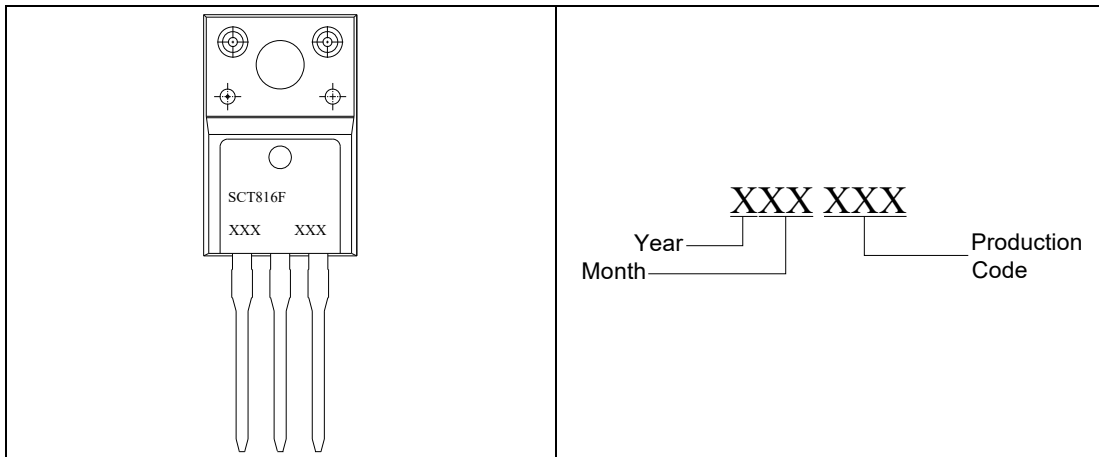 SCT816F
XXX XXX
XXX XXX
Year
Month
Production
Code